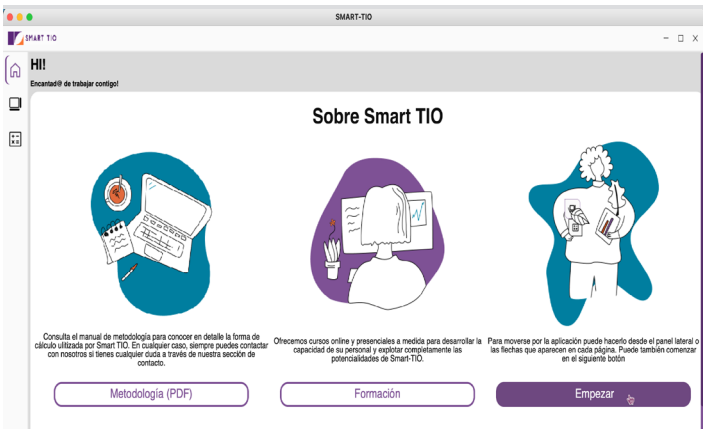 SMART-TIO
SMART TIO
HI!
Encantad@ de trabajar contigo!
Sobre Smart TIO
Consulta el manual de metodología para conocer en detalle la forma de
cálculo ulitizada por Smart TIO. En cualquier caso, siempre puedes contactar
con nosotros si tienes cualquier duda a través de nuestra sección de
contacto.
Metodología (PDF)
Ofrecemos cursos online y presenciales a medida para desarrollar la
capacidad de su personal y explotar completamente las
potencialidades de Smart-TIO.
Formación
Para moverse por la aplicación puede hacerlo desde el panel lateral o
las flechas que aparecen en cada página. Puede también comenzar
en el siguiente botón
Empezar